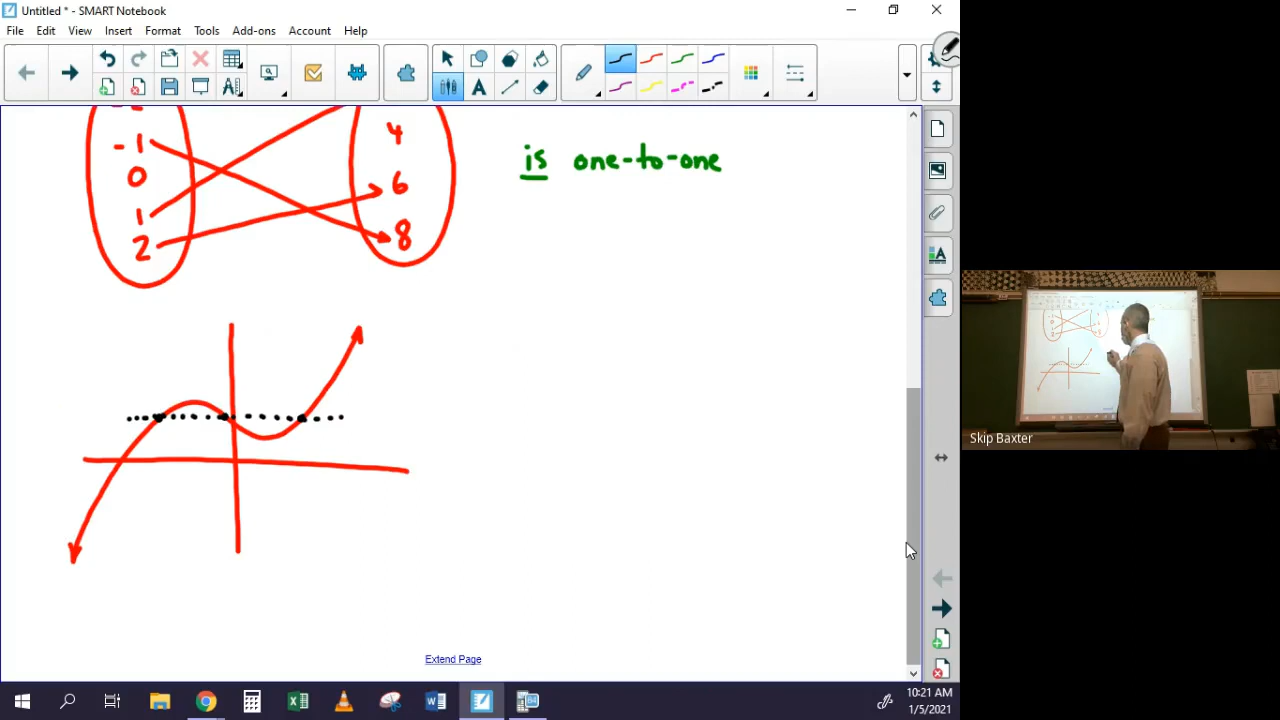 Untitled * - SMART Notebook
File Edit View Insert Format Tools Add-ons Account Help
-1
0
1
2
4
6
8
is one-to-one
Extend Page
Skip Baxter
10:21 AM
1/5/2021